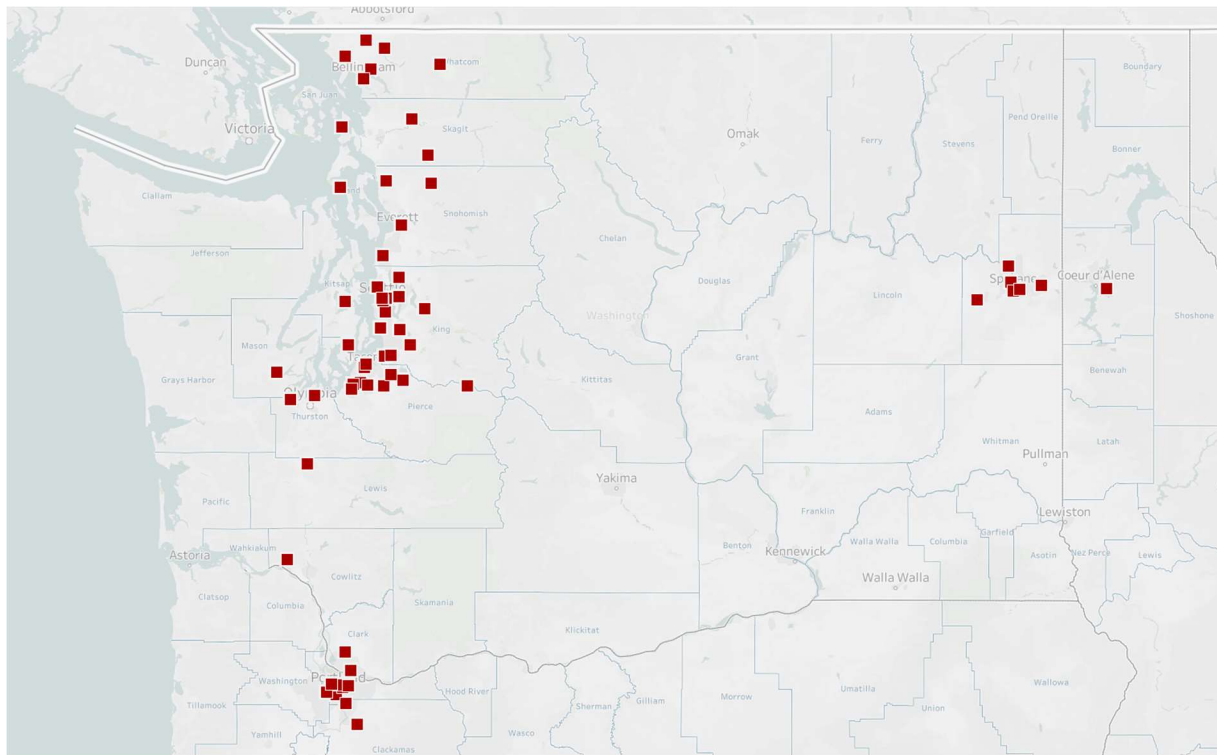 Abbotsford
Duncan
Bellingham
Whatcom
Boundary
San Juan
Pend Oreille
Victoria
Skagit
Omak
Ferry
Stevens
Bonner
Clallam
Island
Everett
Snohomish
Chelan
Jefferson
Kitsap
Seattle
Douglas
Lincoln
Spokane
Coeur d'Alene
Washington
King
Shoshone
Mason
Tacoma
Grant
Grays Harbor
Kittitas
Benewah
Olympia
Pierce
Thurston
Adams
Whitman
Latah
Pullman
Lewis
Yakima
Pacific
Franklin
Lewiston
Wahkiakum
Astoria
Benton
Kennewick
Walla Walla
Columbia
Garfield
Asotin
Nez Perce
Lewis
Cowlitz
Walla Walla
Clatsop
Columbia
Skamania
Clark
Klickitat
Portland
Washington
Hood River
Sherman
Gilliam
Morrow
Umatilla
Union
Wallowa
Tillamook
Yamhill
Clackamas
Wasco